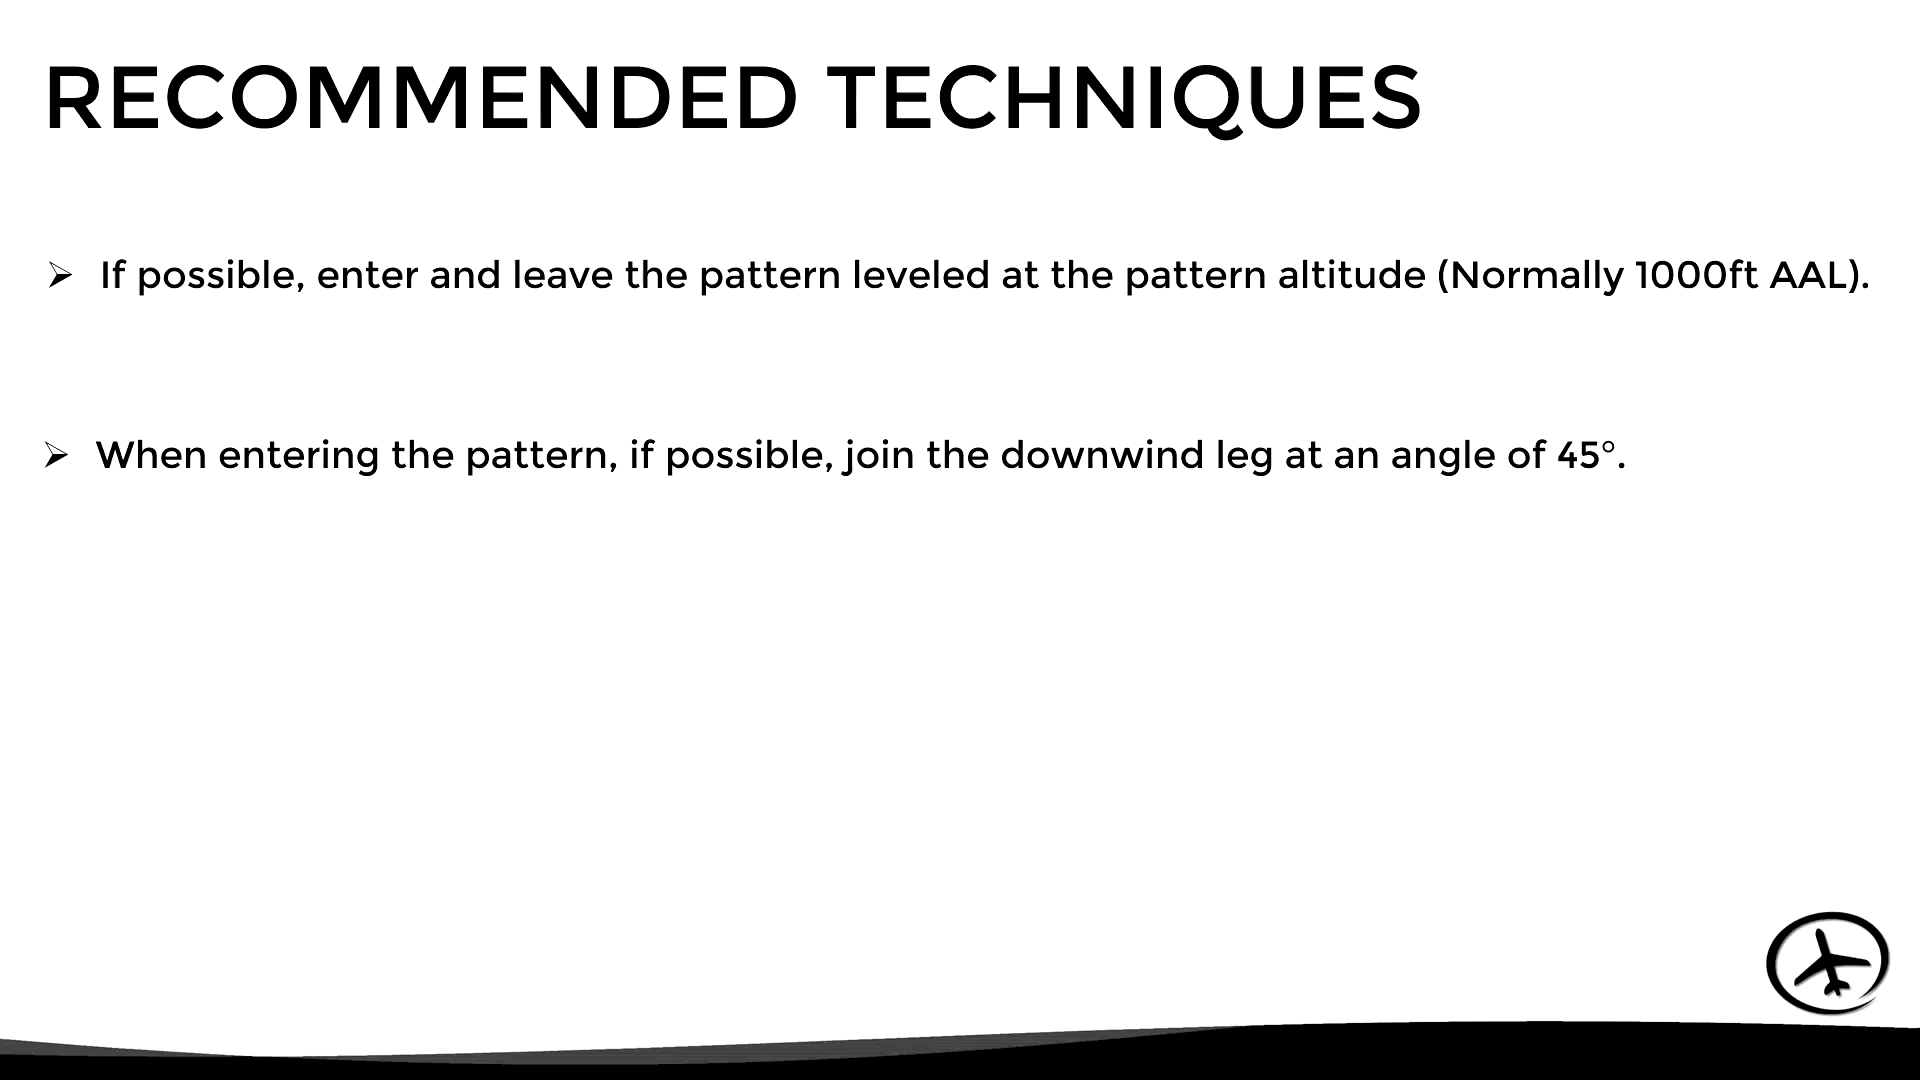 RECOMMENDED TECHNIQUES
➢ If possible, enter and leave the pattern leveled at the pattern altitude (Normally 1000ft AAL).
➢ When entering the pattern, if possible, join the downwind leg at an angle of 45°.